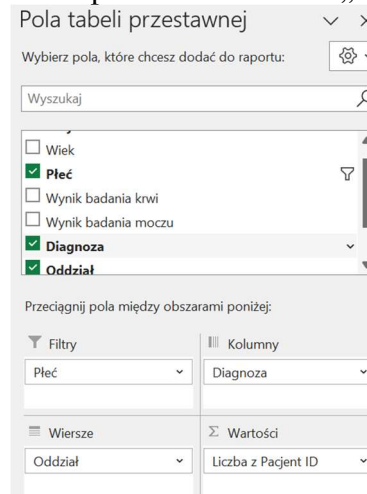 Pola tabeli przestawnej
Wybierz pola, które chcesz dodać do raportu:
Wyszukaj
Wiek
Płeć
Wynik badania krwi
Wynik badania moczu
Diagnoza
Oddział
Przeciągnij pola między obszarami poniżej:
Filtry
Kolumny
Płeć
Diagnoza
Wiersze
Σ Wartości
Oddział
Liczba z Pacjent ID